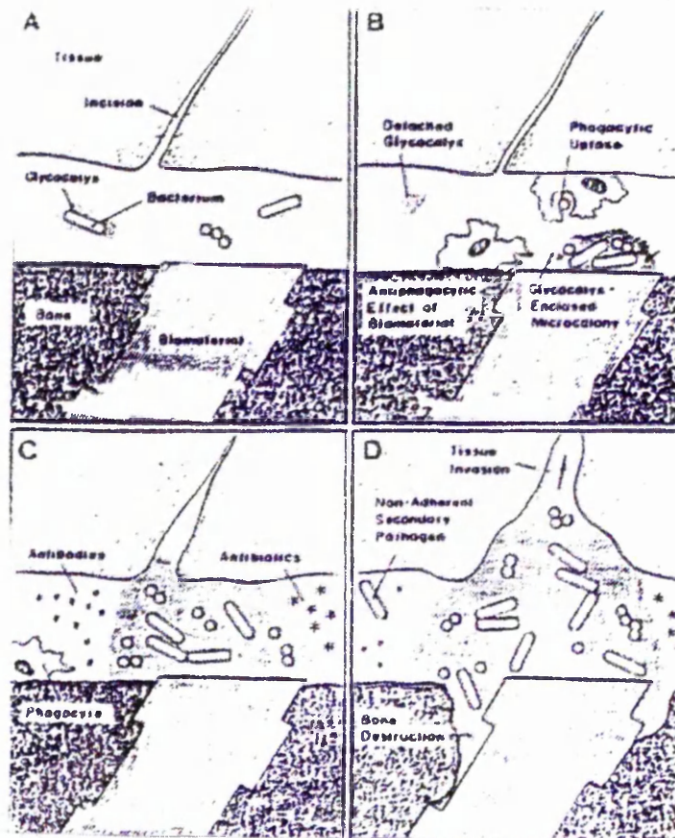 A
Tissue
Incision
Glycocalyx
Bacterium
Bone
Biomaterial
B
Detached
Glycocalyx
Phagocytic
Uptake
Antiphagocytic
Effect of
Biomaterial
Glycocalyx -
Enclosed
Microcolony
C
Antibodies
Antibiotics
Phagocyte
D
Tissue
Invasion
Non-Adherent
Secondary
Pathogen
Bone
Destruction